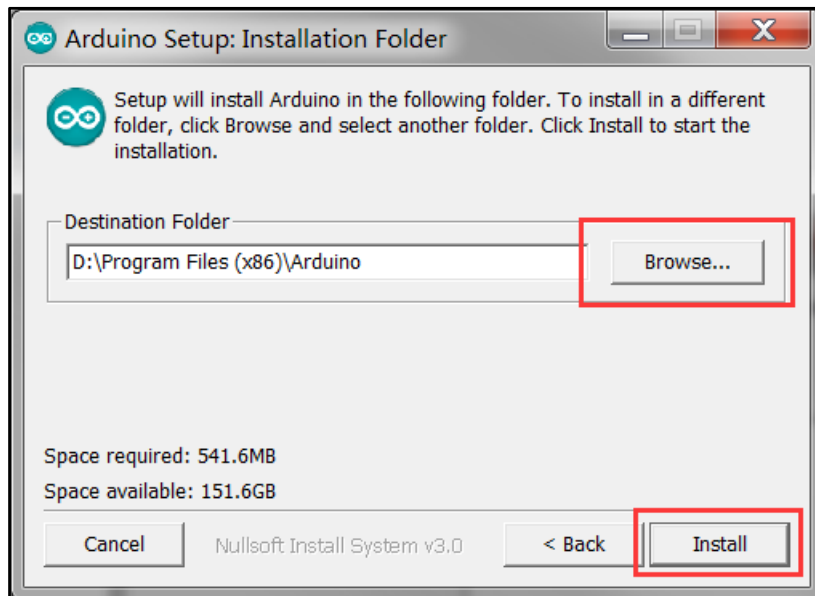 Arduino Setup: Installation Folder
Setup will install Arduino in the following folder. To install in a different
folder, click Browse and select another folder. Click Install to start the
installation.
Destination Folder
D:\Program Files (x86)\Arduino
Browse...
Space required: 541.6MB
Space available: 151.6GB
Cancel
Nullsoft Install System v3.0
< Back
Install